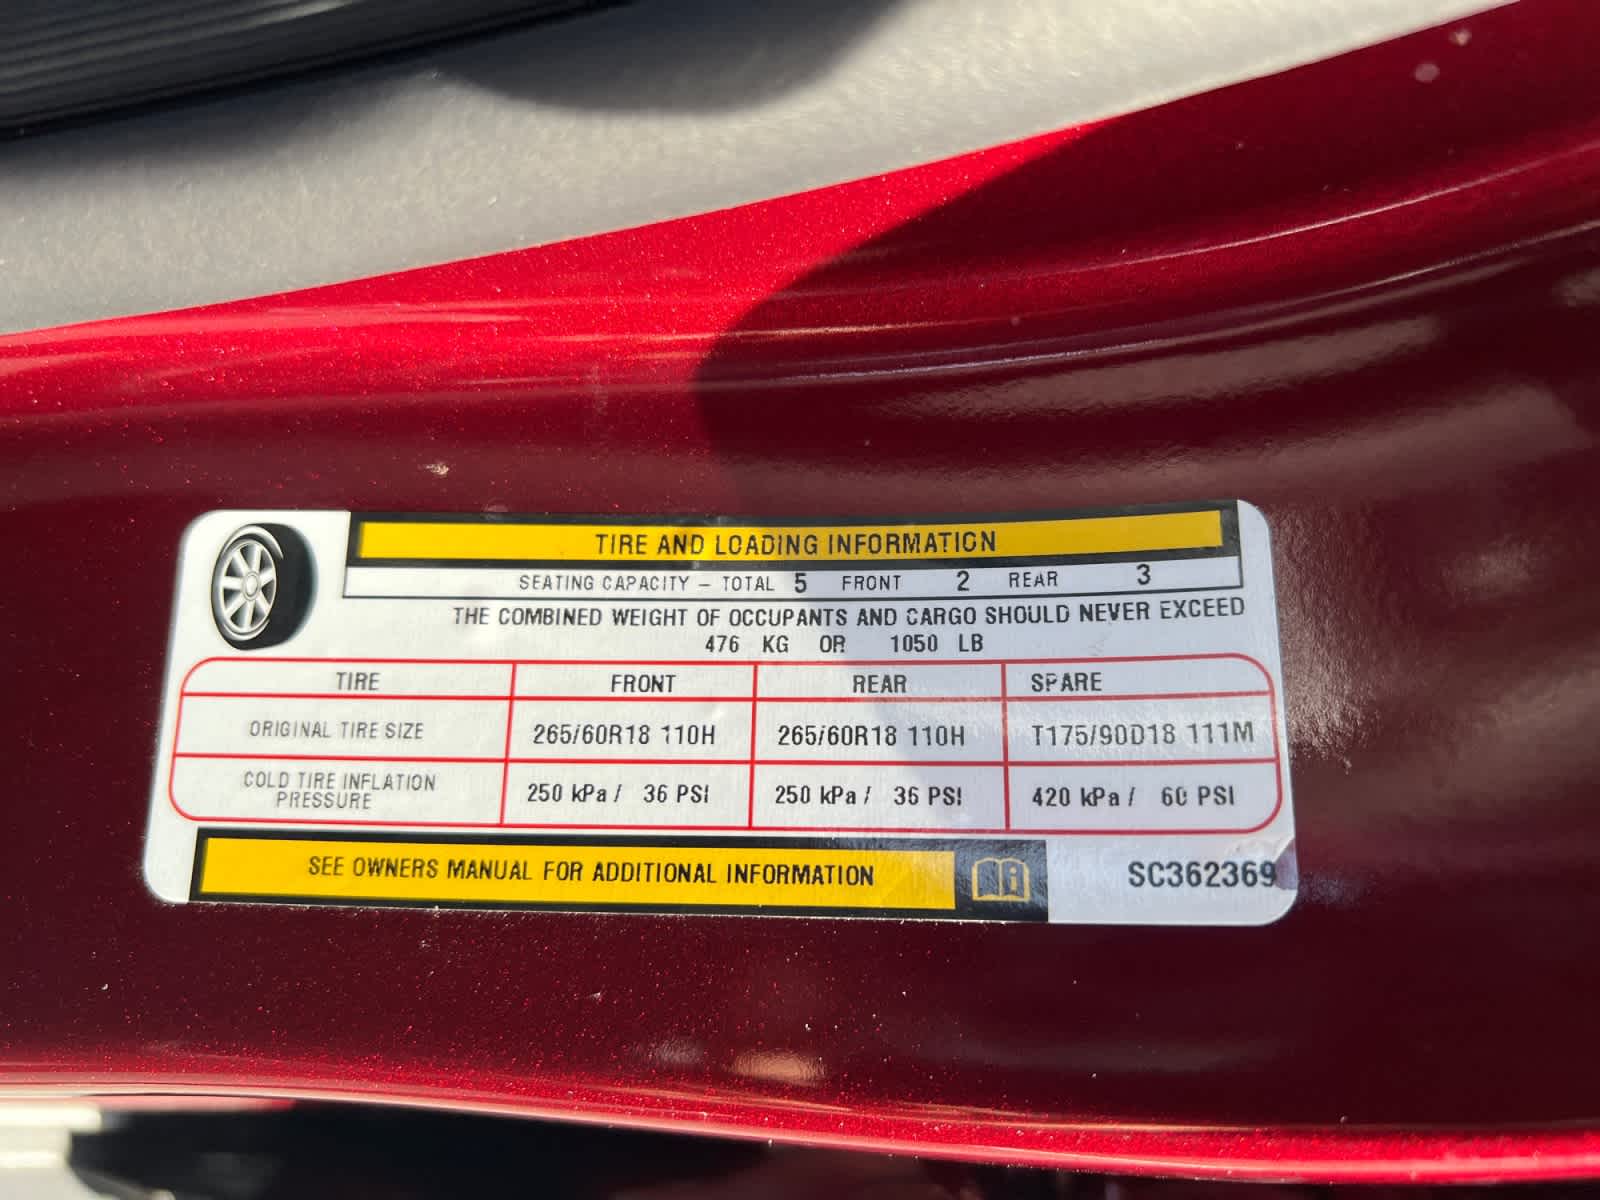 TIRE AND LOADING INFORMATION
SEATING CAPACITY – TOTAL 5 FRONT 2 REAR 3
THE COMBINED WEIGHT OF OCCUPANTS AND CARGO SHOULD NEVER EXCEED
476 KG OR 1050 LB
TIRE FRONT REAR SPARE
ORIGINAL TIRE SIZE 265/60R18 110H 265/60R18 110H T175/90D18 111M
COLD TIRE INFLATION PRESSURE 250 kPa / 36 PSI 250 kPa / 36 PSI 420 kPa / 60 PSI
SEE OWNERS MANUAL FOR ADDITIONAL INFORMATION i SC362369